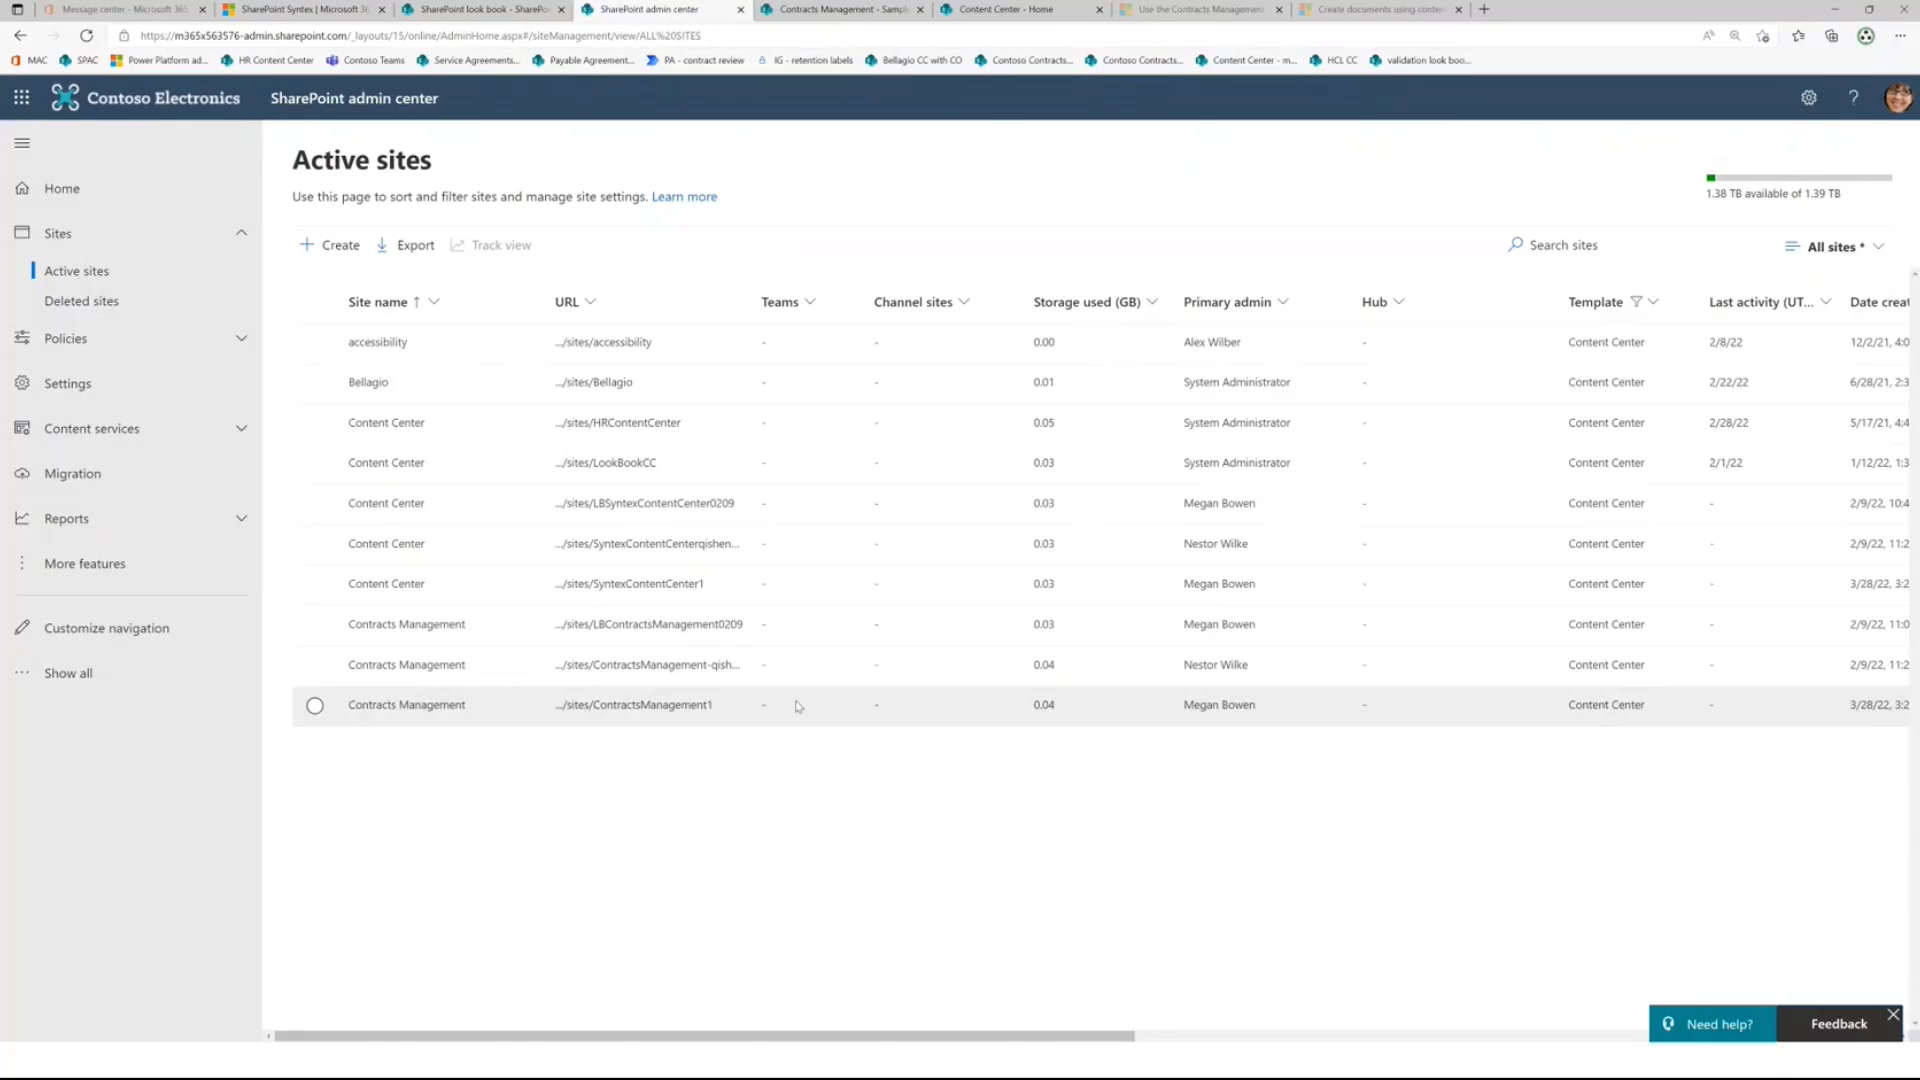 Message center - Microsoft 365
SharePoint Syntex | Microsoft 36
SharePoint look book - SharePo
SharePoint admin center
Contracts Management - Sampl
Content Center - Home
Use the Contracts Management
Create documents using conten
https://m365x563576-admin.sharepoint.com/_layouts/15/online/AdminHome.aspx#/siteManagement/view/ALL%20SITES
MAC SPAC Power Platform ad... HR Content Center Contoso Teams Service Agreements... Payable Agreement... PA - contract review IG - retention labels Bellagio CC with CO Contoso Contracts... Contoso Contracts... Content Center - m... HCL CC validation look boo...
Contoso Electronics SharePoint admin center ?
Home
Sites
Active sites
Deleted sites
Policies
Settings
Content services
Migration
Reports
More features
Customize navigation
Show all
Active sites
Use this page to sort and filter sites and manage site settings. Learn more
1.38 TB available of 1.39 TB
Create Export Track view Search sites All sites *
Site name ↑ URL Teams Channel sites Storage used (GB) Primary admin Hub Template Last activity (UT... Date creat
accessibility .../sites/accessibility - - 0.00 Alex Wilber - Content Center 2/8/22 12/2/21, 4:0
Bellagio .../sites/Bellagio - - 0.01 System Administrator - Content Center 2/22/22 6/28/21, 2:3
Content Center .../sites/HRContentCenter - - 0.05 System Administrator - Content Center 2/28/22 5/17/21, 4:4
Content Center .../sites/LookBookCC - - 0.03 System Administrator - Content Center 2/1/22 1/12/22, 1:3
Content Center .../sites/LBSyntexContentCenter0209 - - 0.03 Megan Bowen - Content Center - 2/9/22, 10:4
Content Center .../sites/SyntexContentCenterqishen... - - 0.03 Nestor Wilke - Content Center - 2/9/22, 11:2
Content Center .../sites/SyntexContentCenter1 - - 0.03 Megan Bowen - Content Center - 3/28/22, 3:2
Contracts Management .../sites/LBContractsManagement0209 - - 0.03 Megan Bowen - Content Center - 2/9/22, 11:0
Contracts Management .../sites/ContractsManagement-qish... - - 0.04 Nestor Wilke - Content Center - 2/9/22, 11:2
Contracts Management .../sites/ContractsManagement1 - - 0.04 Megan Bowen - Content Center - 3/28/22, 3:2
Need help? Feedback